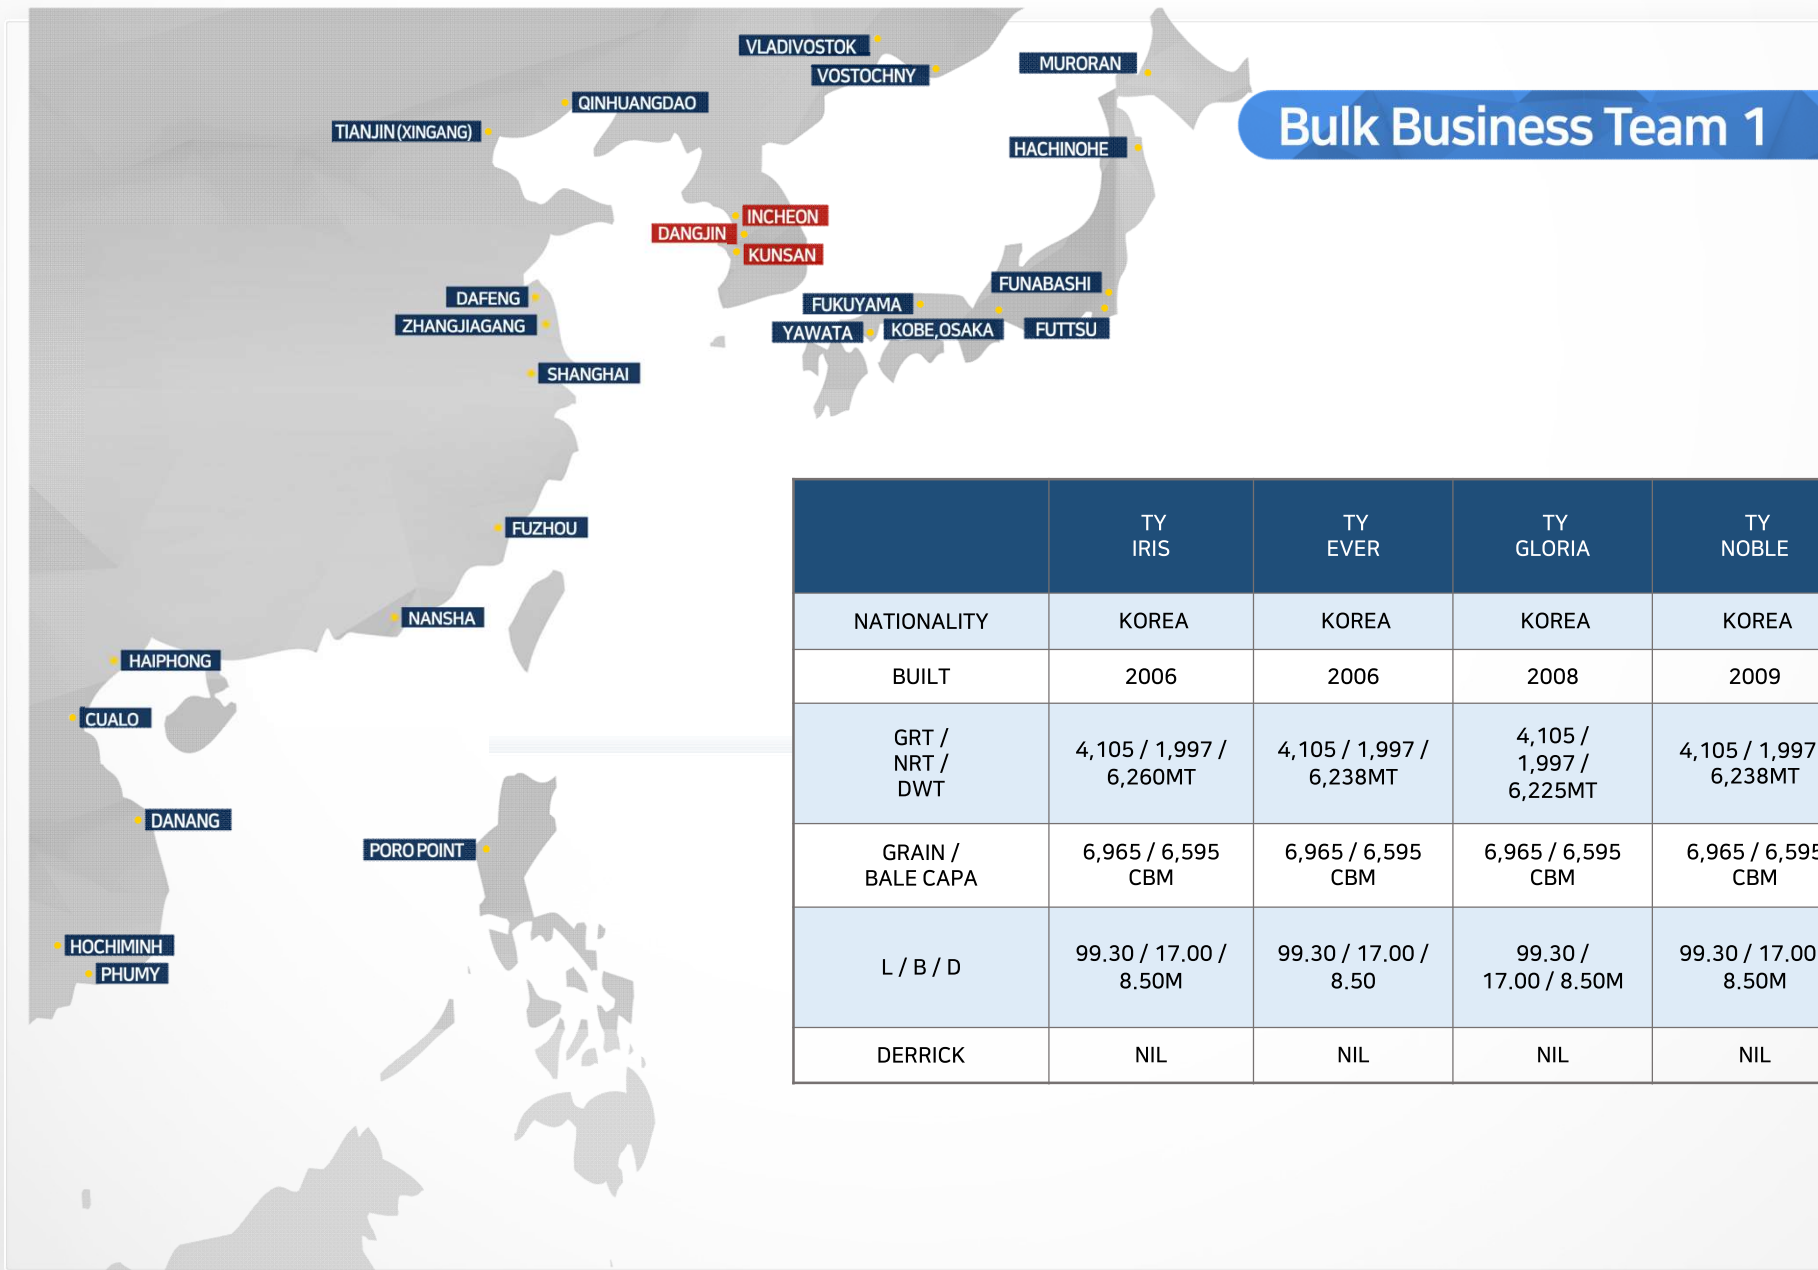 VLADIVOSTOK
VOSTOCHNY
MURORAN
QINHUANGDAO
TIANJIN (XINGANG)
HACHINOHE
Bulk Business Team 1
INCHEON
DANGJIN
KUNSAN
DAFENG
ZHANGJIAGANG
SHANGHAI
FUNABASHI
FUKUYAMA
YAWATA
KOBE,OSAKA
FUTTSU
FUZHOU
NANSHA
HAIPHONG
CUALO
DANANG
PORO POINT
HOCHIMINH
PHUMY
TY
IRIS
TY
EVER
TY
GLORIA
TY
NOBLE
NATIONALITY
KOREA
KOREA
KOREA
KOREA
BUILT
2006
2006
2008
2009
GRT /
NRT /
DWT
4,105 / 1,997 /
6,260MT
4,105 / 1,997 /
6,238MT
4,105 /
1,997 /
6,225MT
4,105 / 1,997
6,238MT
GRAIN /
BALE CAPA
6,965 / 6,595
CBM
6,965 / 6,595
CBM
6,965 / 6,595
CBM
6,965 / 6,595
CBM
L / B / D
99.30 / 17.00 /
8.50M
99.30 / 17.00 /
8.50
99.30 /
17.00 / 8.50M
99.30 / 17.00
8.50M
DERRICK
NIL
NIL
NIL
NIL